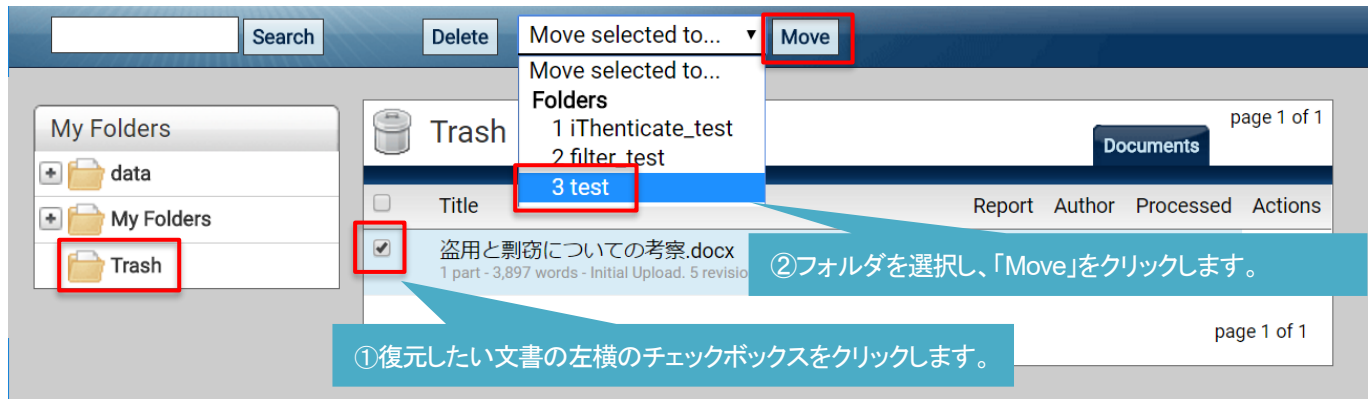 Search
Delete
Move selected to...
Move
Move selected to...
Folders
1 iThenticate_test
2 filter_test
3 test
My Folders
data
My Folders
Trash
Trash
page 1 of 1
Documents
Title
Report Author Processed Actions
盗用と剽窃についての考察.docx
1 part - 3,897 words - Initial Upload. 5 revisio
②フォルダを選択し、「Move」をクリックします。
page 1 of 1
①復元したい文書の左横のチェックボックスをクリックします。